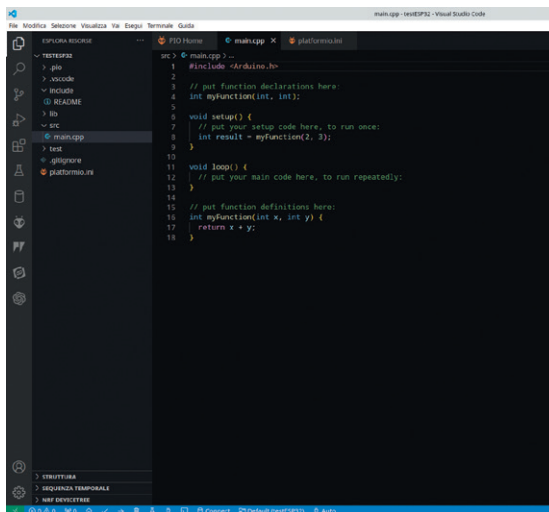 main.cpp - testESP32 - Visual Studio Code
File Modifica Selezione Visualizza Vai Esegui Terminale Guida
ESPLORA RISORSE ...
TESTESP32
.pio
.vscode
include
README
lib
src
main.cpp
test
.gitignore
platformio.ini
STRUTTURA
SEQUENZA TEMPORALE
NRF DEVICETREE
PIO Home main.cpp platformio.ini
src > main.cpp > ...
1 #include <Arduino.h>
2
3 // put function declarations here:
4 int myFunction(int, int);
5
6 void setup() {
7 // put your setup code here, to run once:
8 int result = myFunction(2, 3);
9 }
10
11 void loop() {
12 // put your main code here, to run repeatedly:
13 }
14
15 // put function definitions here:
16 int myFunction(int x, int y) {
17 return x + y;
18 }
Connect Default (testESP32) Auto